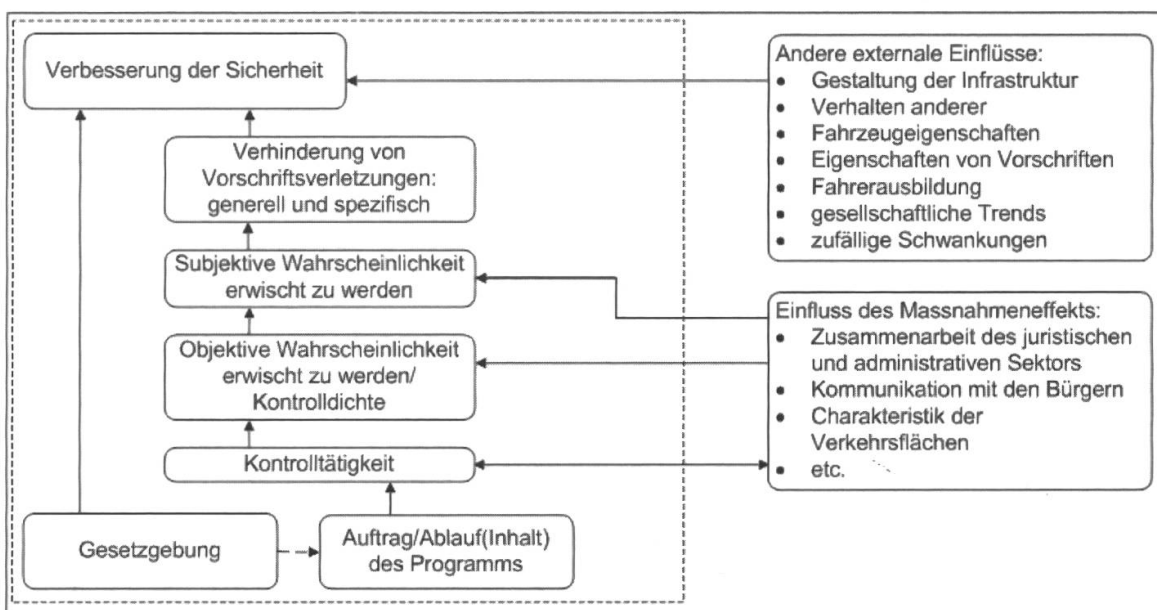 Verbesserung der Sicherheit
Verhinderung von
Vorschriftsverletzungen:
generell und spezifisch
Subjektive Wahrscheinlichkeit
erwischt zu werden
Objektive Wahrscheinlichkeit
erwischt zu werden/
Kontrolldichte
Kontrolltätigkeit
Gesetzgebung
Auftrag/Ablauf(Inhalt)
des Programms
Andere externale Einflüsse:
• Gestaltung der Infrastruktur
• Verhalten anderer
• Fahrzeugeigenschaften
• Eigenschaften von Vorschriften
• Fahrerausbildung
• gesellschaftliche Trends
• zufällige Schwankungen
Einfluss des Massnahmeneffekts:
• Zusammenarbeit des juristischen
und administrativen Sektors
• Kommunikation mit den Bürgern
• Charakteristik der
Verkehrsflächen
• etc.